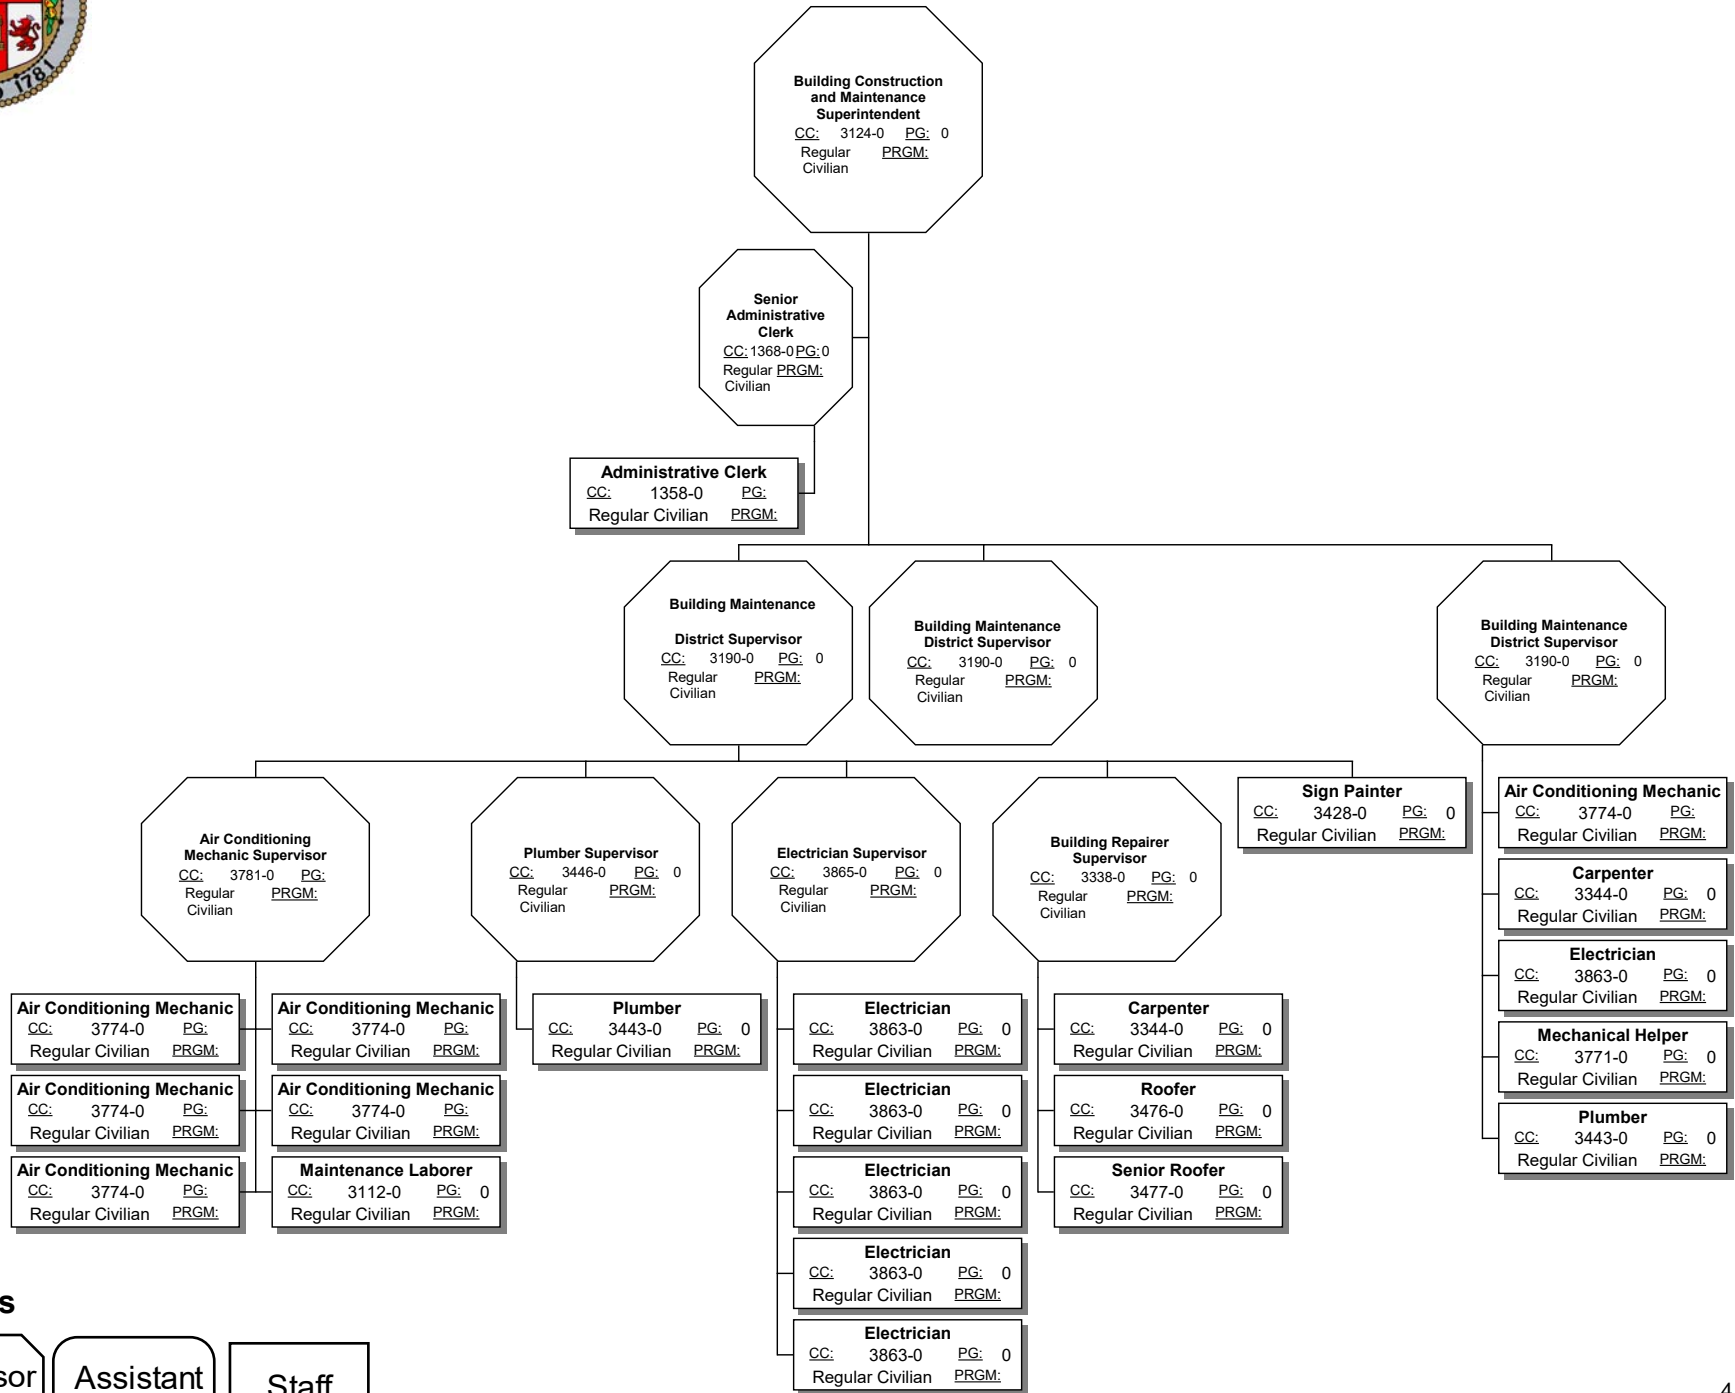 1781
Building Construction
and Maintenance
Superintendent
CC: 3124-0 PG: 0
Regular PRGM:
Civilian
Senior
Administrative
Clerk
CC: 1368-0 PG: 0
Regular PRGM:
Civilian
Administrative Clerk
CC: 1358-0 PG:
Regular Civilian PRGM:
Building Maintenance
District Supervisor
CC: 3190-0 PG: 0
Regular PRGM:
Civilian
Building Maintenance
District Supervisor
CC: 3190-0 PG: 0
Regular PRGM:
Civilian
Building Maintenance
District Supervisor
CC: 3190-0 PG: 0
Regular PRGM:
Civilian
Air Conditioning
Mechanic Supervisor
CC: 3781-0 PG:
Regular PRGM:
Civilian
Plumber Supervisor
CC: 3446-0 PG: 0
Regular PRGM:
Civilian
Electrician Supervisor
CC: 3865-0 PG: 0
Regular PRGM:
Civilian
Building Repairer
Supervisor
CC: 3338-0 PG: 0
Regular PRGM:
Civilian
Sign Painter
CC: 3428-0 PG: 0
Regular Civilian PRGM:
Air Conditioning Mechanic
CC: 3774-0 PG:
Regular Civilian PRGM:
Carpenter
CC: 3344-0 PG: 0
Regular Civilian PRGM:
Electrician
CC: 3863-0 PG: 0
Regular Civilian PRGM:
Mechanical Helper
CC: 3771-0 PG: 0
Regular Civilian PRGM:
Plumber
CC: 3443-0 PG: 0
Regular Civilian PRGM:
Air Conditioning Mechanic
CC: 3774-0 PG:
Regular Civilian PRGM:
Air Conditioning Mechanic
CC: 3774-0 PG:
Regular Civilian PRGM:
Air Conditioning Mechanic
CC: 3774-0 PG:
Regular Civilian PRGM:
Air Conditioning Mechanic
CC: 3774-0 PG:
Regular Civilian PRGM:
Air Conditioning Mechanic
CC: 3774-0 PG:
Regular Civilian PRGM:
Maintenance Laborer
CC: 3112-0 PG: 0
Regular Civilian PRGM:
Plumber
CC: 3443-0 PG: 0
Regular Civilian PRGM:
Electrician
CC: 3863-0 PG: 0
Regular Civilian PRGM:
Electrician
CC: 3863-0 PG: 0
Regular Civilian PRGM:
Electrician
CC: 3863-0 PG: 0
Regular Civilian PRGM:
Electrician
CC: 3863-0 PG: 0
Regular Civilian PRGM:
Electrician
CC: 3863-0 PG: 0
Regular Civilian PRGM:
Carpenter
CC: 3344-0 PG: 0
Regular Civilian PRGM:
Roofer
CC: 3476-0 PG: 0
Regular Civilian PRGM:
Senior Roofer
CC: 3477-0 PG: 0
Regular Civilian PRGM:
s
sor
Assistant
Staff
4